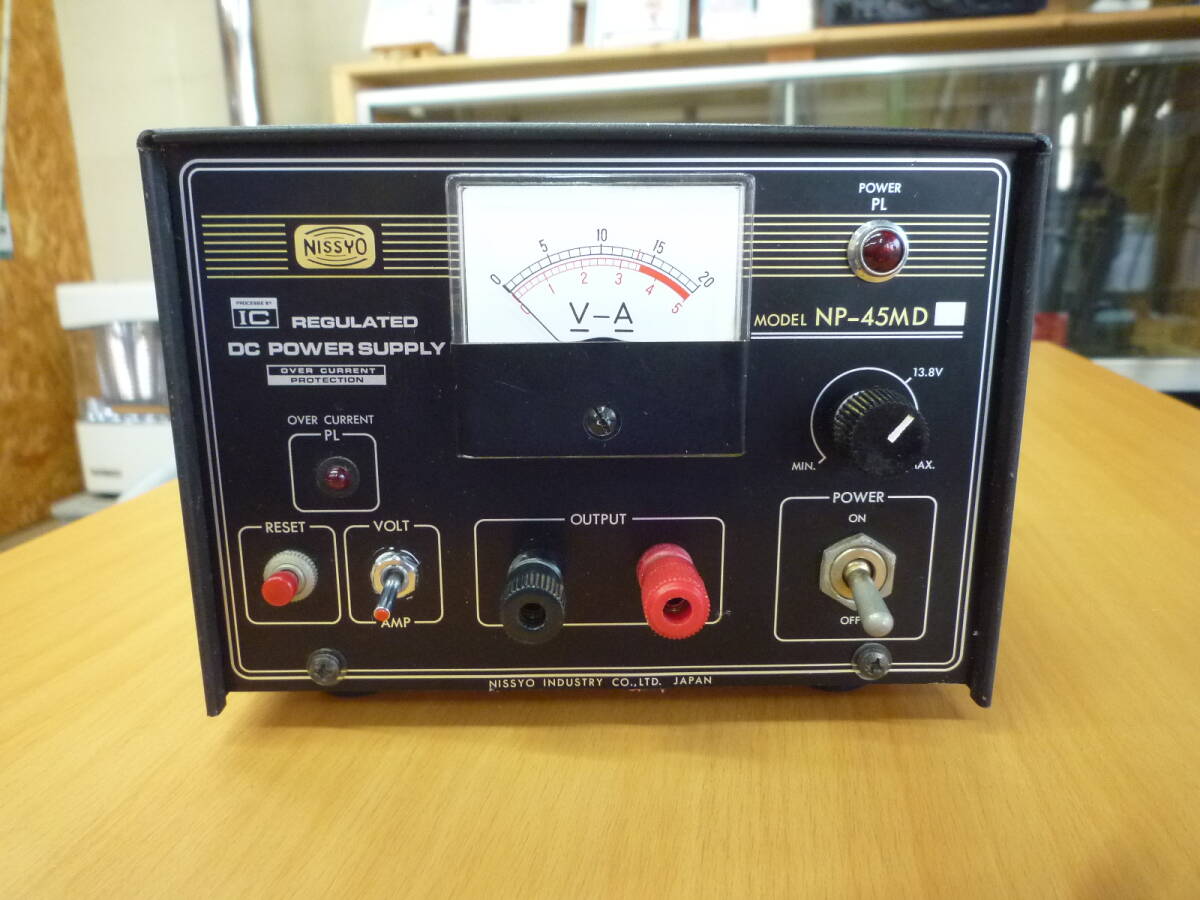 POWER
PL
NISSYO
0 5 10 15 20
0 1 2 3 4 5
V-A
PROCESSED BY
IC
REGULATED
DC POWER SUPPLY
OVER CURRENT
PROTECTION
MODEL NP-45MD
13.8V
MIN.
OVER CURRENT
PL
POWER
ON
OFF
RESET
VOLT
AMP
OUTPUT
NISSYO INDUSTRY CO.,LTD. JAPAN